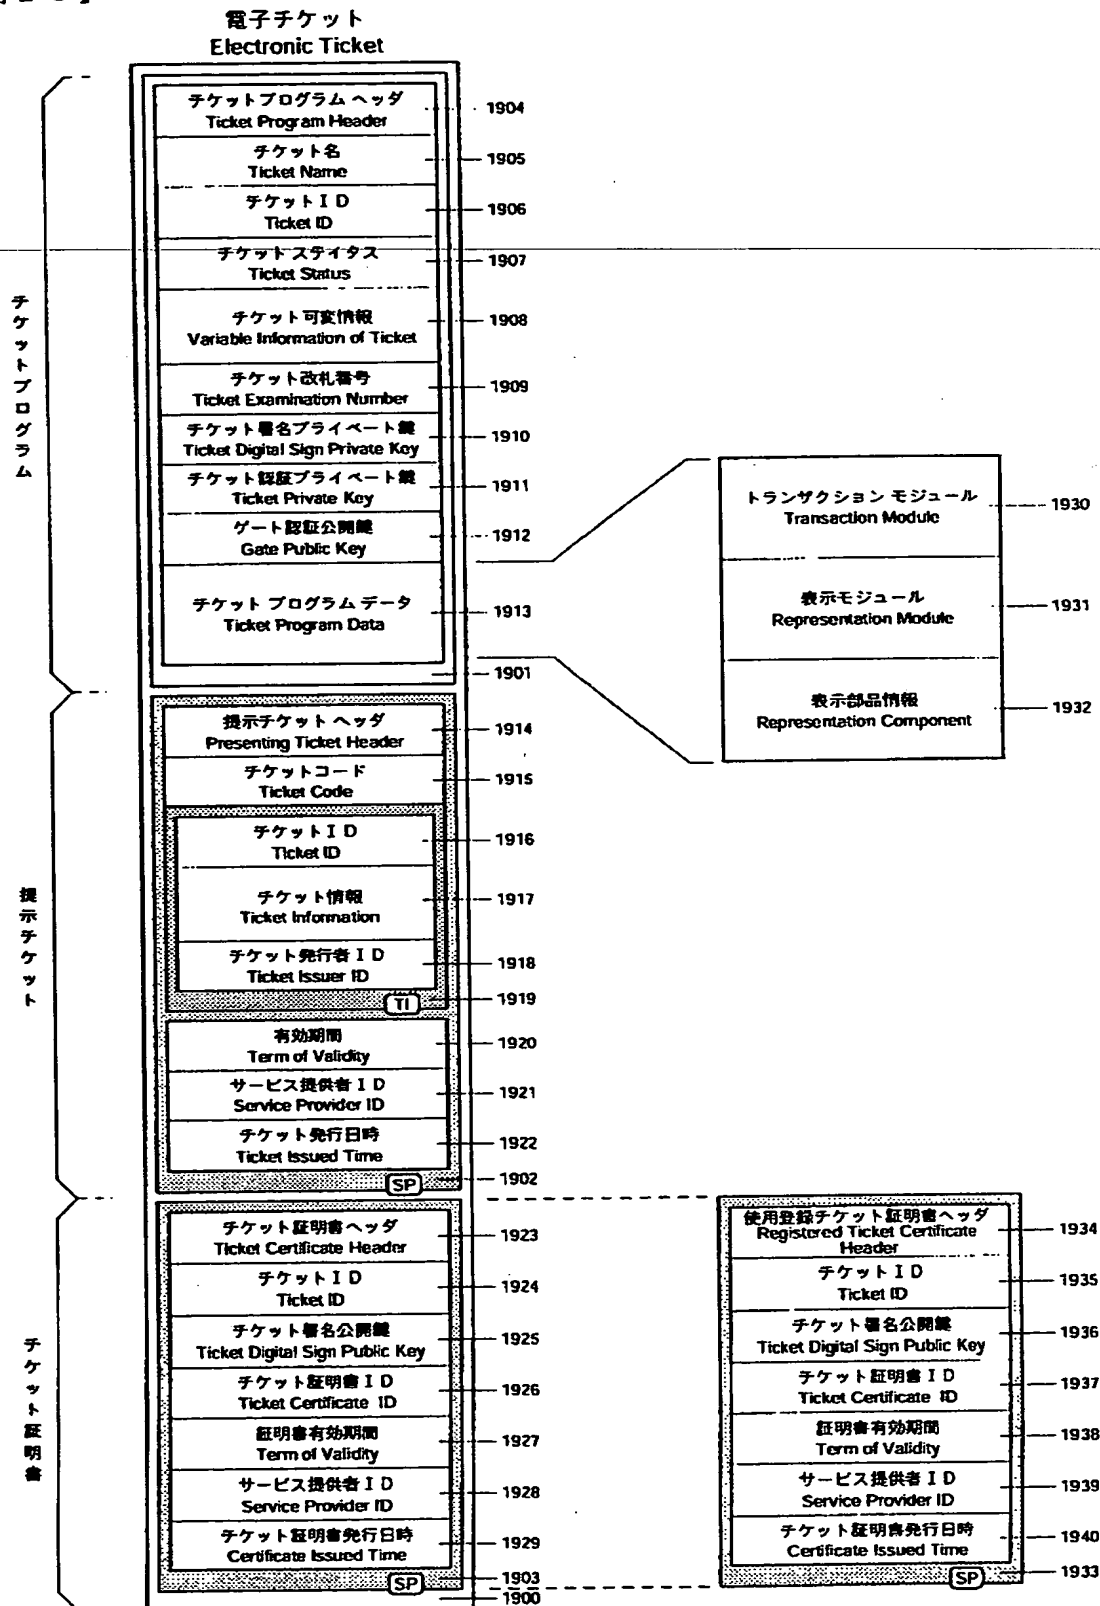 電子チケット
Electronic Ticket
チケットプログラム
チケットプログラム ヘッダ
Ticket Program Header
1904
チケット名
Ticket Name
1905
チケットＩＤ
Ticket ID
1906
チケット ステイタス
Ticket Status
1907
チケット可変情報
Variable Information of Ticket
1908
チケット改札番号
Ticket Examination Number
1909
チケット署名プライベート鍵
Ticket Digital Sign Private Key
1910
チケット認証プライベート鍵
Ticket Private Key
1911
ゲート認証公開鍵
Gate Public Key
1912
チケット プログラム データ
Ticket Program Data
1913
1901
トランザクション モジュール
Transaction Module
1930
表示モジュール
Representation Module
1931
表示部品情報
Representation Component
1932
提示チケット
提示チケット ヘッダ
Presenting Ticket Header
1914
チケットコード
Ticket Code
1915
チケットＩＤ
Ticket ID
1916
チケット情報
Ticket Information
1917
チケット発行者ＩＤ
Ticket Issuer ID
1918
TI
1919
有効期間
Term of Validity
1920
サービス提供者ＩＤ
Service Provider ID
1921
チケット発行日時
Ticket Issued Time
1922
SP
1902
チケット証明書
チケット証明書ヘッダ
Ticket Certificate Header
1923
チケットＩＤ
Ticket ID
1924
チケット署名公開鍵
Ticket Digital Sign Public Key
1925
チケット証明書ＩＤ
Ticket Certificate ID
1926
証明書有効期間
Term of Validity
1927
サービス提供者ＩＤ
Service Provider ID
1928
チケット証明書発行日時
Certificate Issued Time
1929
SP
1903
1900
使用登録チケット証明書ヘッダ
Registered Ticket Certificate
Header
1934
チケットＩＤ
Ticket ID
1935
チケット署名公開鍵
Ticket Digital Sign Public Key
1936
チケット証明書ＩＤ
Ticket Certificate ID
1937
証明書有効期間
Term of Validity
1938
サービス提供者ＩＤ
Service Provider ID
1939
チケット証明書発行日時
Certificate Issued Time
1940
SP
1933